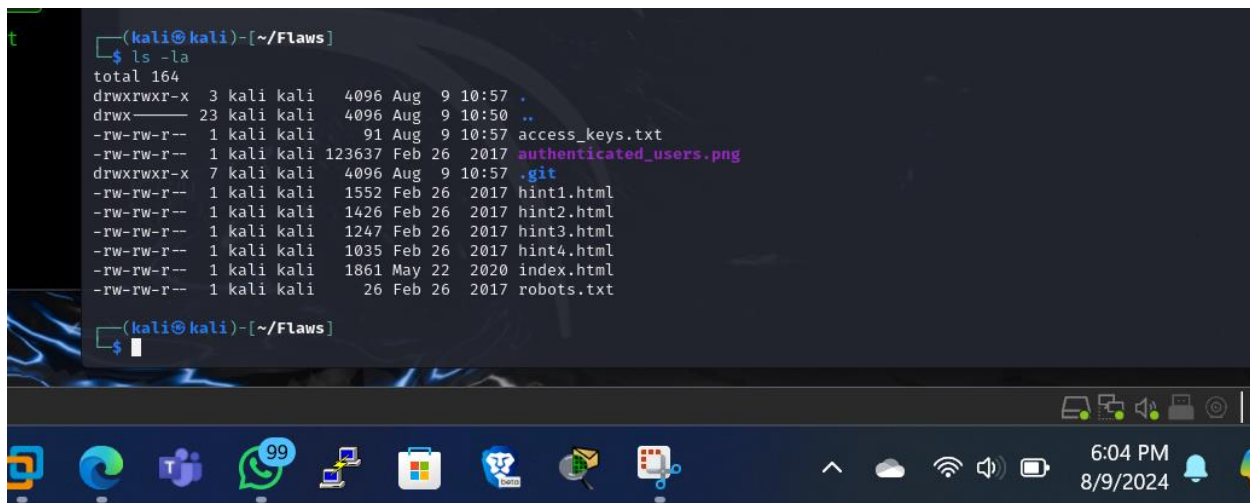 t
┌──(kali㉿kali)-[~/Flaws]
└─$ ls -la
total 164
drwxrwxr-x  3 kali kali   4096 Aug  9 10:57 .
drwx------ 23 kali kali   4096 Aug  9 10:50 ..
-rw-rw-r--  1 kali kali     91 Aug  9 10:57 access_keys.txt
-rw-rw-r--  1 kali kali 123637 Feb 26  2017 authenticated_users.png
drwxrwxr-x  7 kali kali   4096 Aug  9 10:57 .git
-rw-rw-r--  1 kali kali   1552 Feb 26  2017 hint1.html
-rw-rw-r--  1 kali kali   1426 Feb 26  2017 hint2.html
-rw-rw-r--  1 kali kali   1247 Feb 26  2017 hint3.html
-rw-rw-r--  1 kali kali   1035 Feb 26  2017 hint4.html
-rw-rw-r--  1 kali kali   1861 May 22  2020 index.html
-rw-rw-r--  1 kali kali     26 Feb 26  2017 robots.txt
┌──(kali㉿kali)-[~/Flaws]
└─$
99
beta
6:04 PM
8/9/2024